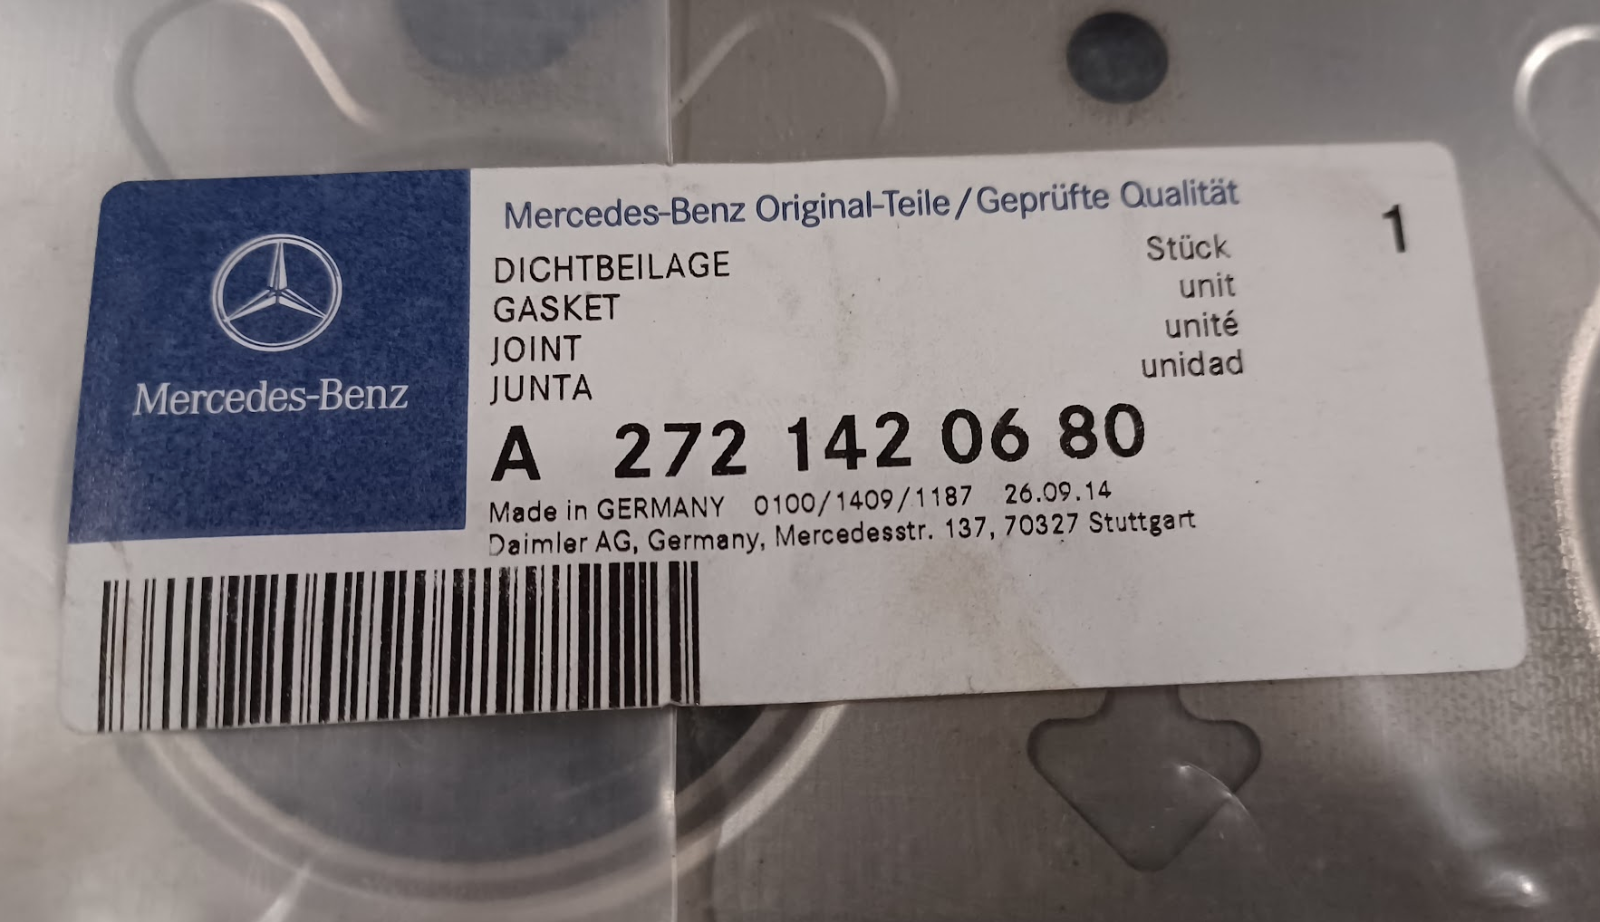 Mercedes-Benz
Mercedes-Benz Original-Teile/Geprüfte Qualität
DICHTBEILAGE
GASKET
JOINT
JUNTA
Stück
unit
unité
unidad
1
A 272 142 06 80
Made in GERMANY 0100/1409/1187 26.09.14
Daimler AG, Germany, Mercedesstr. 137, 70327 Stuttgart